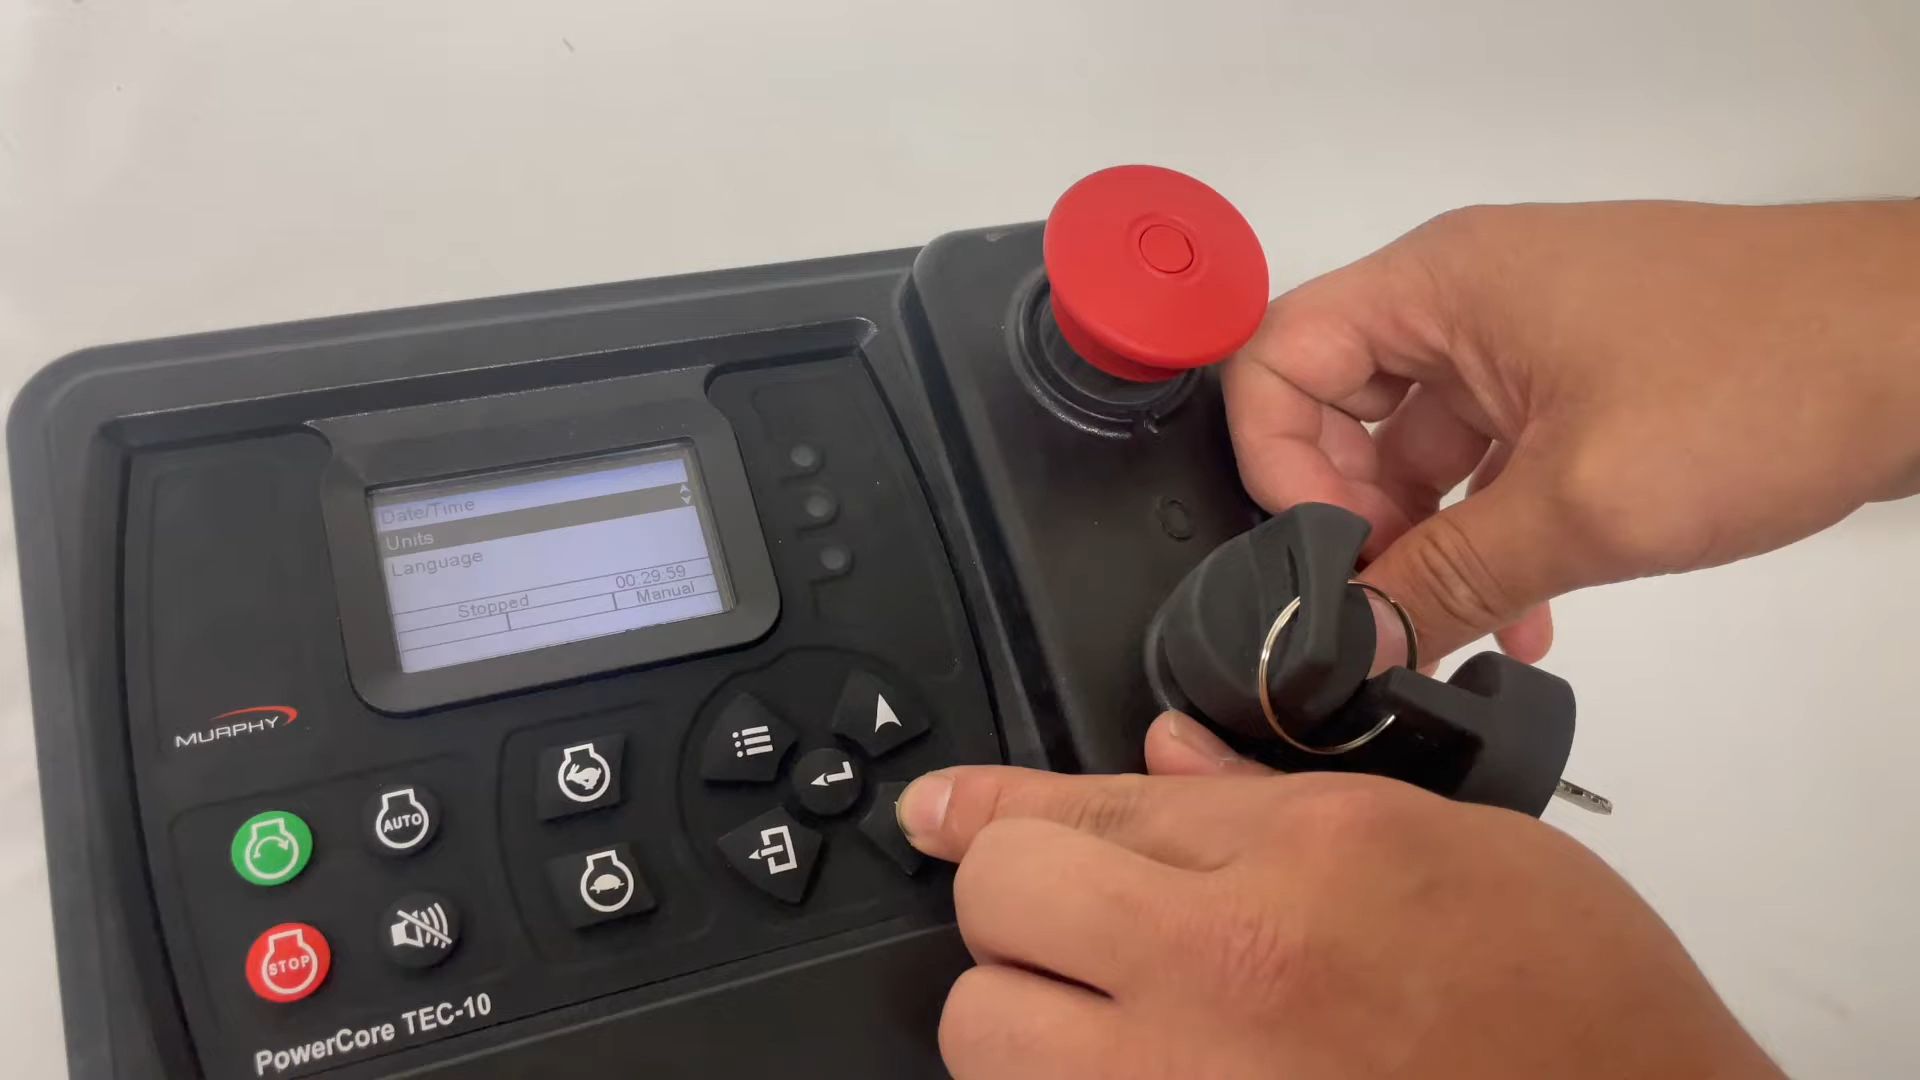 Date/Time
Units
Language
00:29:59
Stopped
Manual
MURPHY
AUTO
STOP
PowerCore TEC-10